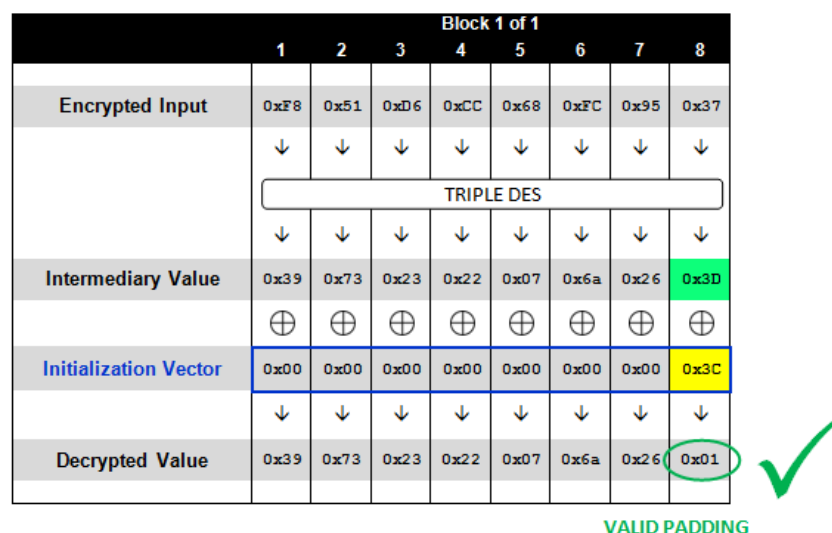 Block 1 of 1
1 2 3 4 5 6 7 8
Encrypted Input 0xF8 0x51 0xD6 0xCC 0x68 0xFC 0x95 0x37
TRIPLE DES
Intermediary Value 0x39 0x73 0x23 0x22 0x07 0x6a 0x26 0x3D
Initialization Vector 0x00 0x00 0x00 0x00 0x00 0x00 0x00 0x3C
Decrypted Value 0x39 0x73 0x23 0x22 0x07 0x6a 0x26 0x01
VALID PADDING